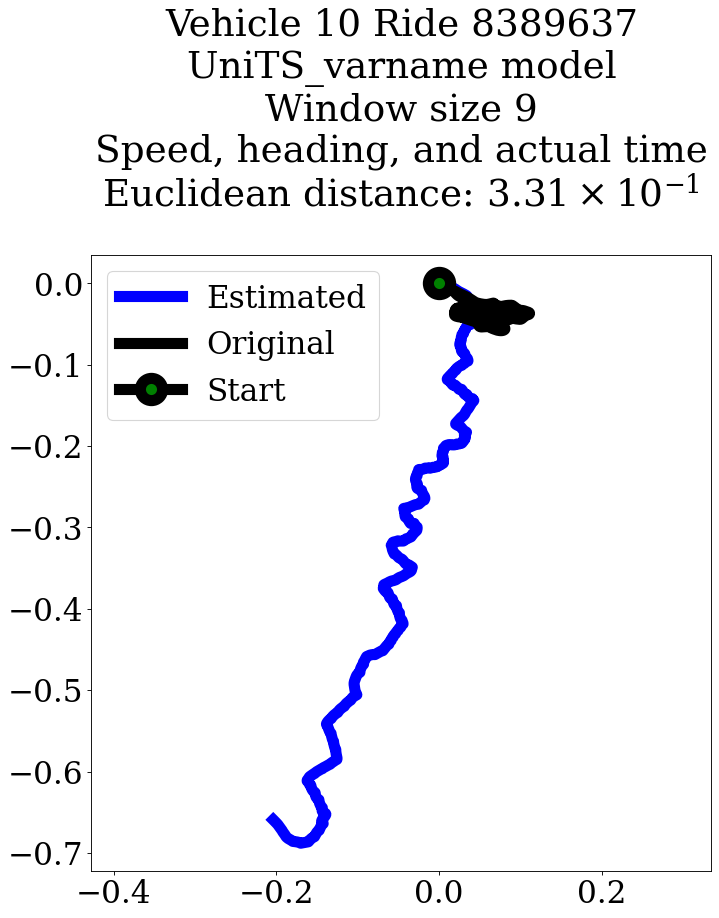 Vehicle 10 Ride 8389637
UniTS_varname model
Window size 9
Speed, heading, and actual time
Euclidean distance: 3.31 × 10⁻¹
Estimated
Original
Start
0.0
−0.1
−0.2
−0.3
−0.4
−0.5
−0.6
−0.7
−0.4
−0.2
0.0
0.2